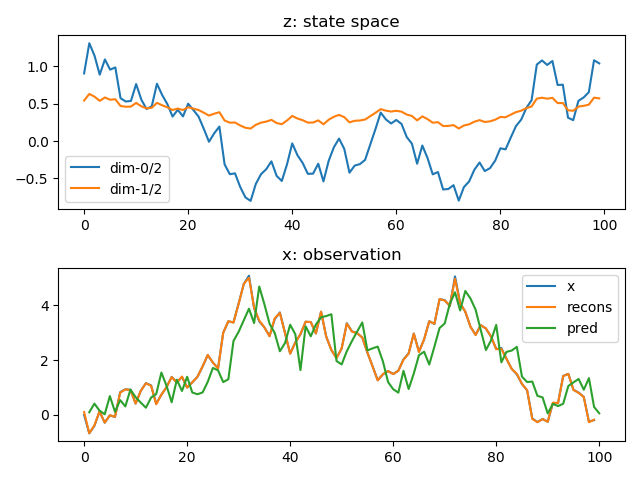 z: state space
1.0
0.5
0.0
−0.5
dim-0/2
dim-1/2
0 20 40 60 80 100
x: observation
4
2
0
x
recons
pred
0 20 40 60 80 100